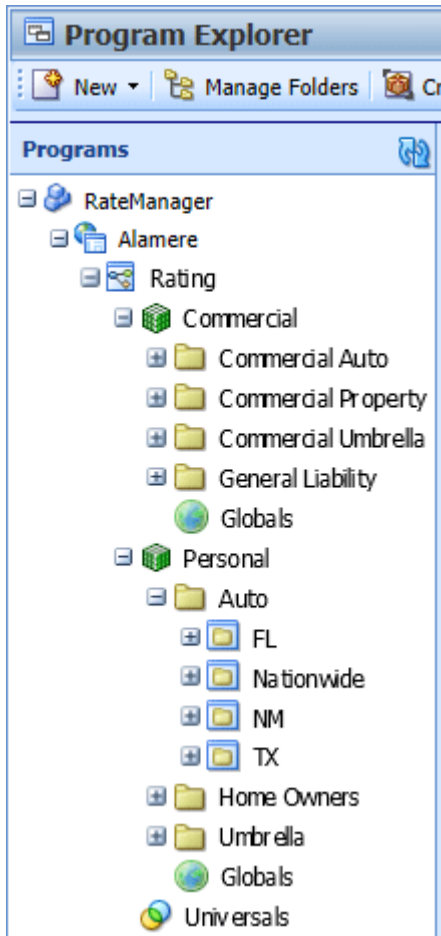 Program Explorer
New Manage Folders Cr
Programs
RateManager
Alamere
Rating
Commercial
Commercial Auto
Commercial Property
Commercial Umbrella
General Liability
Globals
Personal
Auto
FL
Nationwide
NM
TX
Home Owners
Umbrella
Globals
Universals